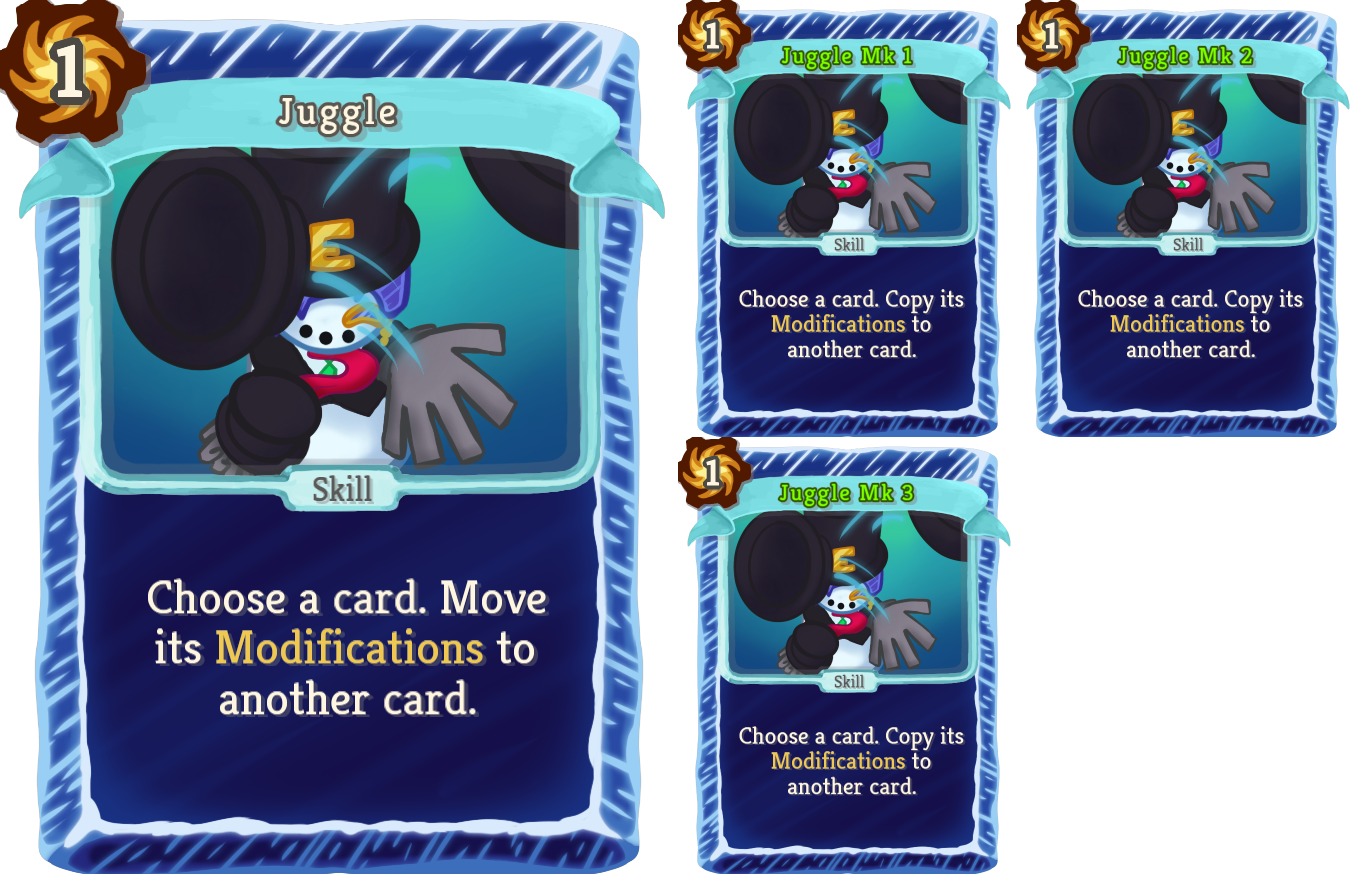 1
Juggle
E
Skill
Choose a card. Move
its Modifications to
another card.
1
Juggle Mk 1
E
Skill
Choose a card. Copy its
Modifications to
another card.
1
Juggle Mk 2
E
Skill
Choose a card. Copy its
Modifications to
another card.
1
Juggle Mk 3
E
Skill
Choose a card. Copy its
Modifications to
another card.